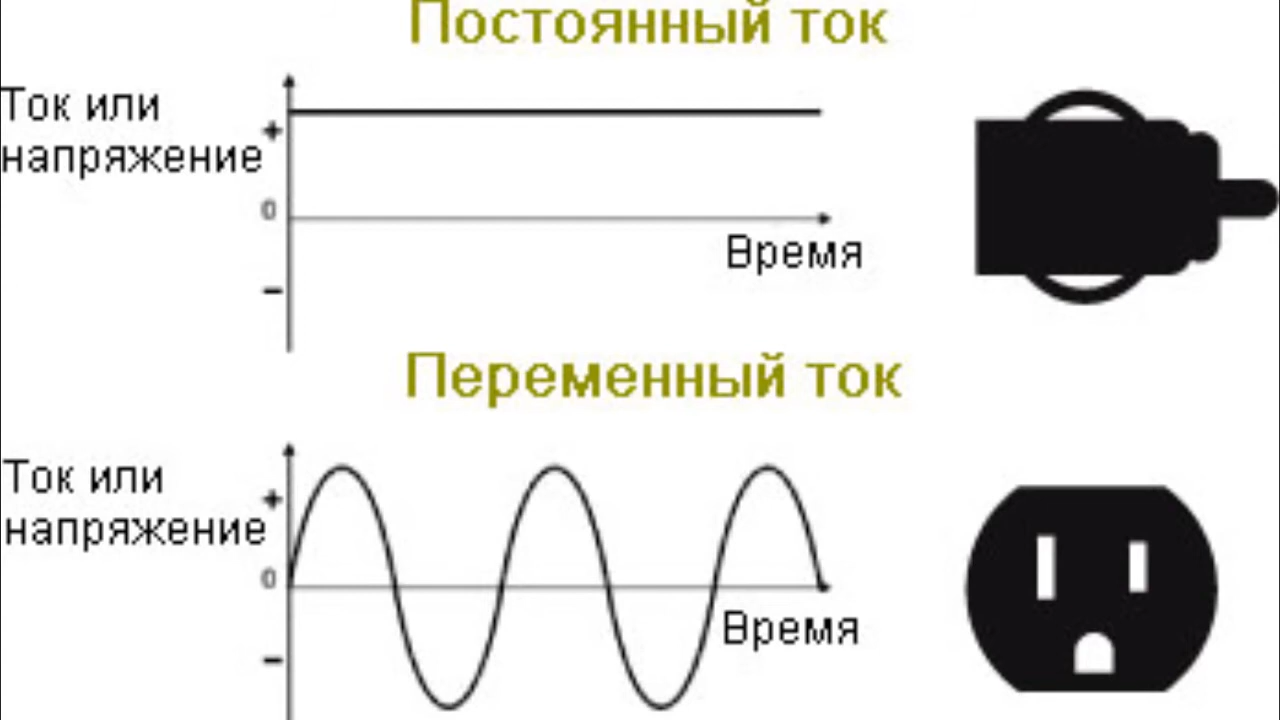 Постоянный ток
Ток или
напряжение
+
0
Время
–
Переменный ток
Ток или
напряжение
+
0
Время
–